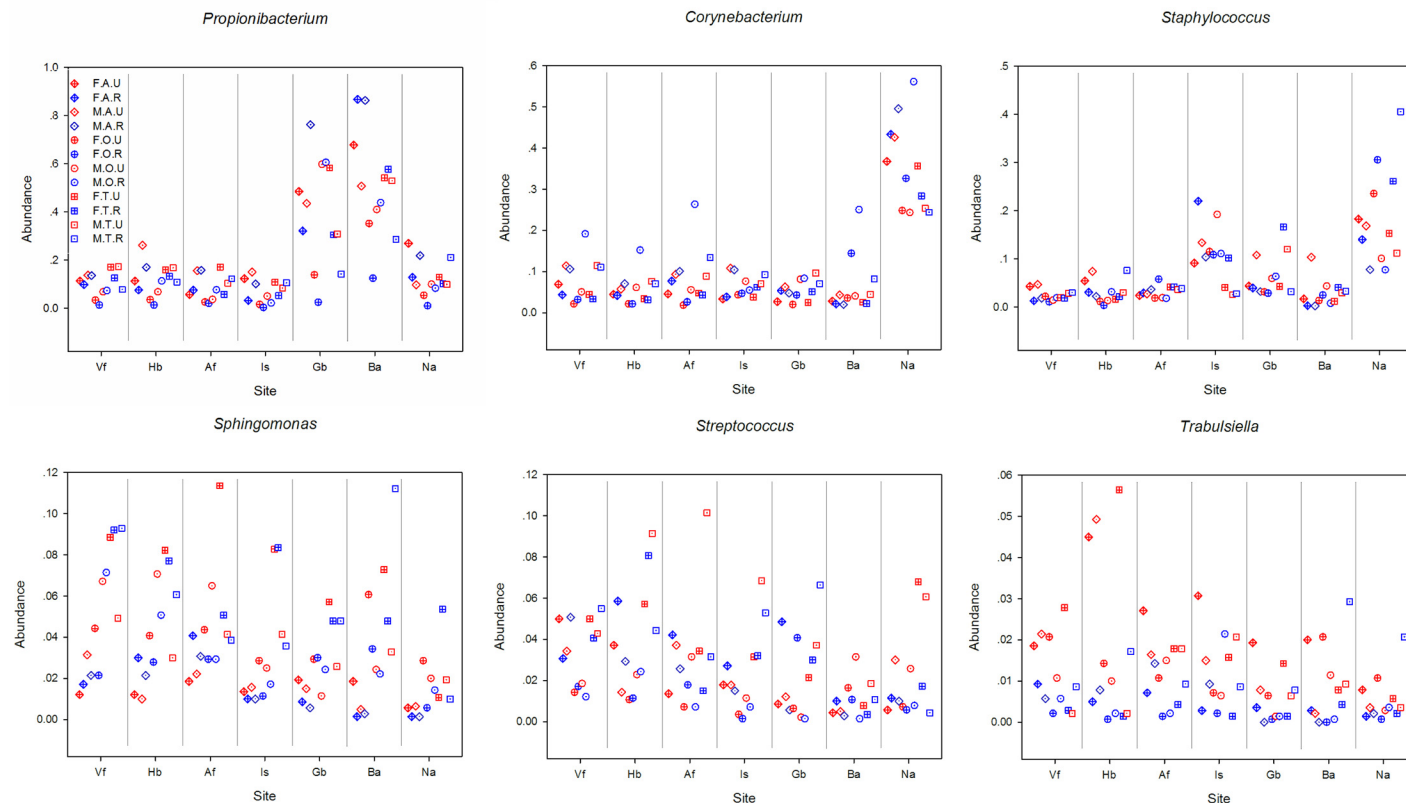 Propionibacterium
Corynebacterium
Staphylococcus
1.0
.8
.6
.4
.2
0.0
Abundance
F.A.U
F.A.R
M.A.U
M.A.R
F.O.U
F.O.R
M.O.U
M.O.R
F.T.U
F.T.R
M.T.U
M.T.R
Vf Hb Af Is Gb Ba Na
Site
.6
.5
.4
.3
.2
.1
0.0
Abundance
Vf Hb Af Is Gb Ba Na
Site
.5
.4
.3
.2
.1
0.0
Abundance
Vf Hb Af Is Gb Ba Na
Site
Sphingomonas
Streptococcus
Trabulsiella
.12
.10
.08
.06
.04
.02
0.00
Abundance
Vf Hb Af Is Gb Ba Na
Site
.12
.10
.08
.06
.04
.02
0.00
Abundance
Vf Hb Af Is Gb Ba Na
Site
.06
.05
.04
.03
.02
.01
0.00
Abundance
Vf Hb Af Is Gb Ba Na
Site